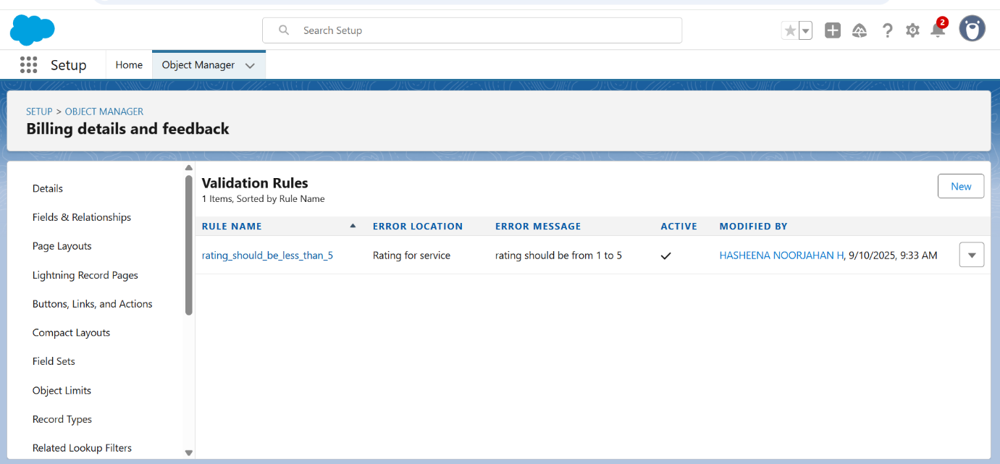 Search Setup
2
Setup
Home
Object Manager
SETUP > OBJECT MANAGER
Billing details and feedback
Details
Fields & Relationships
Page Layouts
Lightning Record Pages
Buttons, Links, and Actions
Compact Layouts
Field Sets
Object Limits
Record Types
Related Lookup Filters
Validation Rules
1 Items, Sorted by Rule Name
New
RULE NAME ERROR LOCATION ERROR MESSAGE ACTIVE MODIFIED BY
rating_should_be_less_than_5 Rating for service rating should be from 1 to 5 HASHEENA NOORJAHAN H, 9/10/2025, 9:33 AM